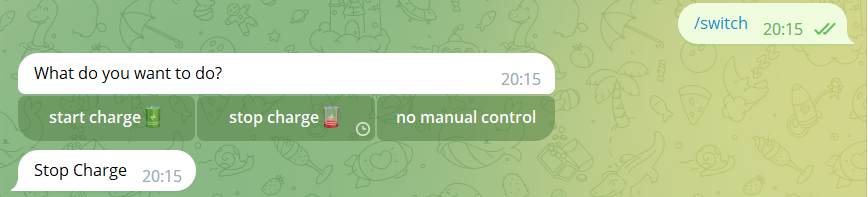 /switch 20:15
What do you want to do?
20:15
start charge stop charge no manual control
Stop Charge 20:15